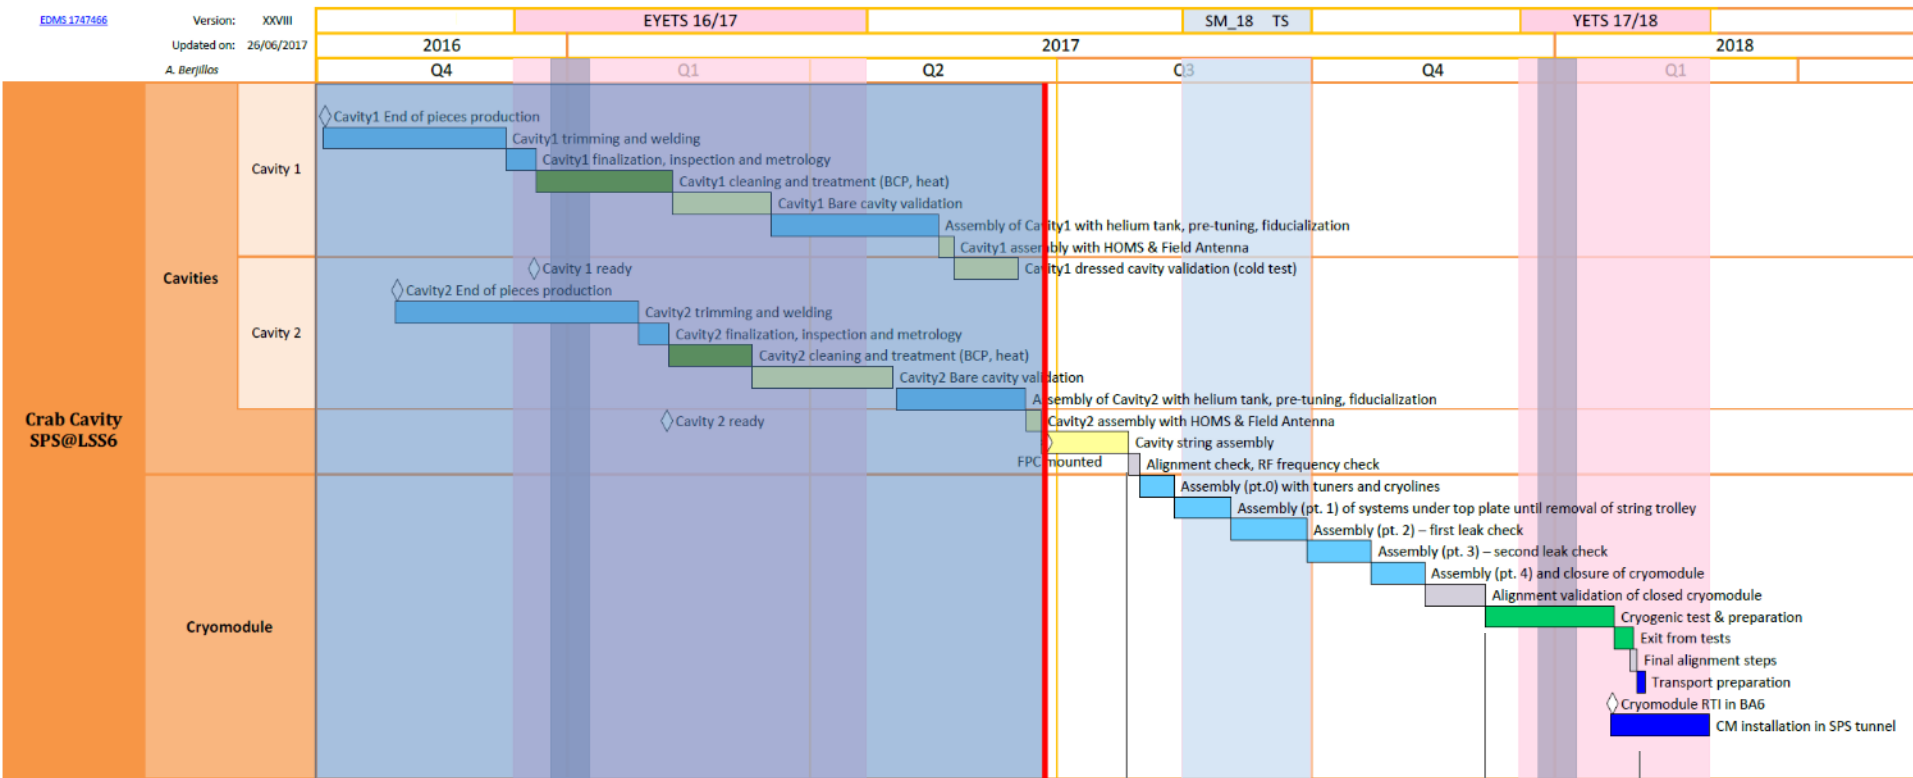 EDMS 1747466 Version: XXVIII EYETS 16/17 SM_18 TS YETS 17/18
Updated on: 26/06/2017 2016 2017 2018
A. Berjillos Q4 Q1 Q2 Q3 Q4 Q1
Crab Cavity
SPS@LSS6
Cavities
Cavity 1
Cavity1 End of pieces production
Cavity1 trimming and welding
Cavity1 finalization, inspection and metrology
Cavity1 cleaning and treatment (BCP, heat)
Cavity1 Bare cavity validation
Assembly of Cavity1 with helium tank, pre-tuning, fiducialization
Cavity1 assembly with HOMS & Field Antenna
Cavity 1 ready Cavity1 dressed cavity validation (cold test)
Cavity 2
Cavity2 End of pieces production
Cavity2 trimming and welding
Cavity2 finalization, inspection and metrology
Cavity2 cleaning and treatment (BCP, heat)
Cavity2 Bare cavity validation
Assembly of Cavity2 with helium tank, pre-tuning, fiducialization
Cavity 2 ready Cavity2 assembly with HOMS & Field Antenna
Cavity string assembly
FPC mounted Alignment check, RF frequency check
Cryomodule
Assembly (pt.0) with tuners and cryolines
Assembly (pt. 1) of systems under top plate until removal of string trolley
Assembly (pt. 2) – first leak check
Assembly (pt. 3) – second leak check
Assembly (pt. 4) and closure of cryomodule
Alignment validation of closed cryomodule
Cryogenic test & preparation
Exit from tests
Final alignment steps
Transport preparation
Cryomodule RTI in BA6
CM installation in SPS tunnel